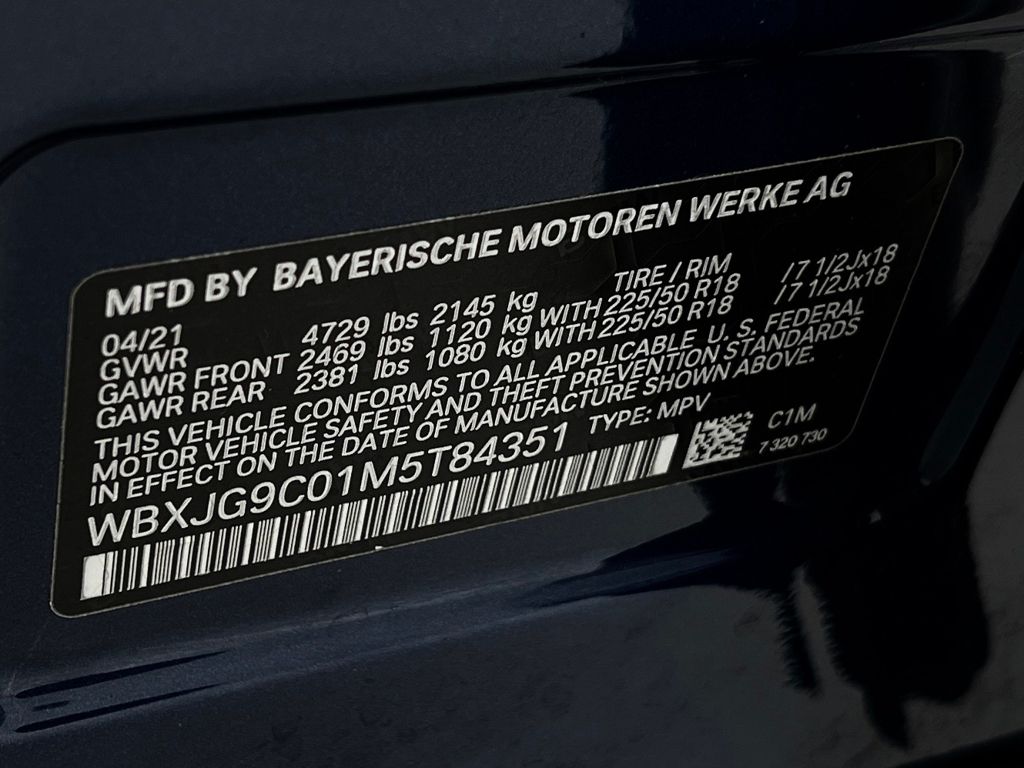 MFD BY BAYERISCHE MOTOREN WERKE AG
04/21 TIRE / RIM
GVWR 4729 lbs 2145 kg
GAWR FRONT 2469 lbs 1120 kg WITH 225/50 R18 /7 1/2Jx18
GAWR REAR 2381 lbs 1080 kg WITH 225/50 R18 /7 1/2Jx18
THIS VEHICLE CONFORMS TO ALL APPLICABLE U. S. FEDERAL
MOTOR VEHICLE SAFETY AND THEFT PREVENTION STANDARDS
IN EFFECT ON THE DATE OF MANUFACTURE SHOWN ABOVE.
WBXJG9C01M5T84351 TYPE: MPV C1M
7 320 730